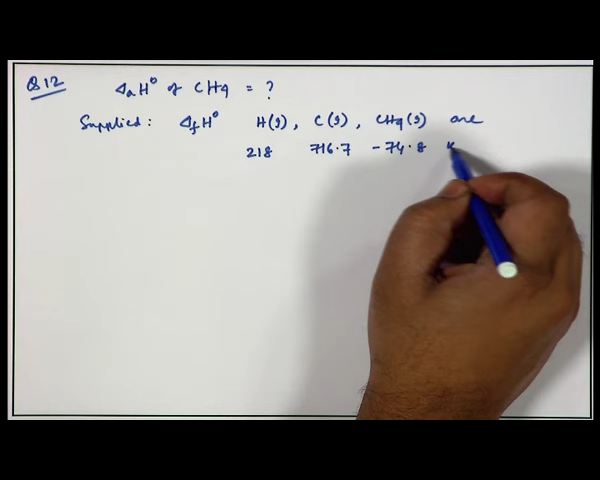 Q12 ΔaH° of CH4 = ?
Supplied: ΔfH° H(g), C(g), CH4(g) are
218 716.7 -74.8 k